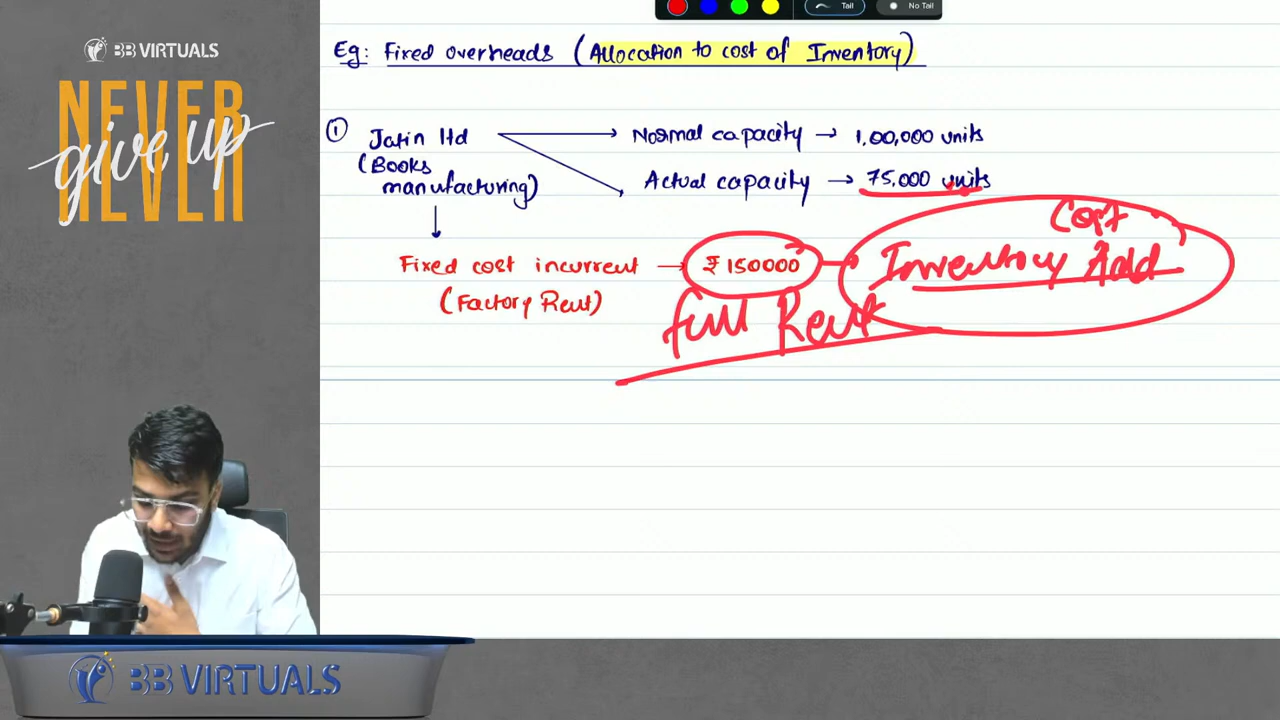 Tail
No Tail
BB VIRTUALS
NEVER
give up
NEVER
Eg: Fixed overheads (Allocation to cost of Inventory)
① Jatin ltd → Normal capacity → 1,00,000 units
(Books manufacturing) Actual capacity → 75,000 units
Cost
Fixed cost incurrent → ₹150000 Inventory Add
(Factory Rent) full Rent
BB VIRTUALS